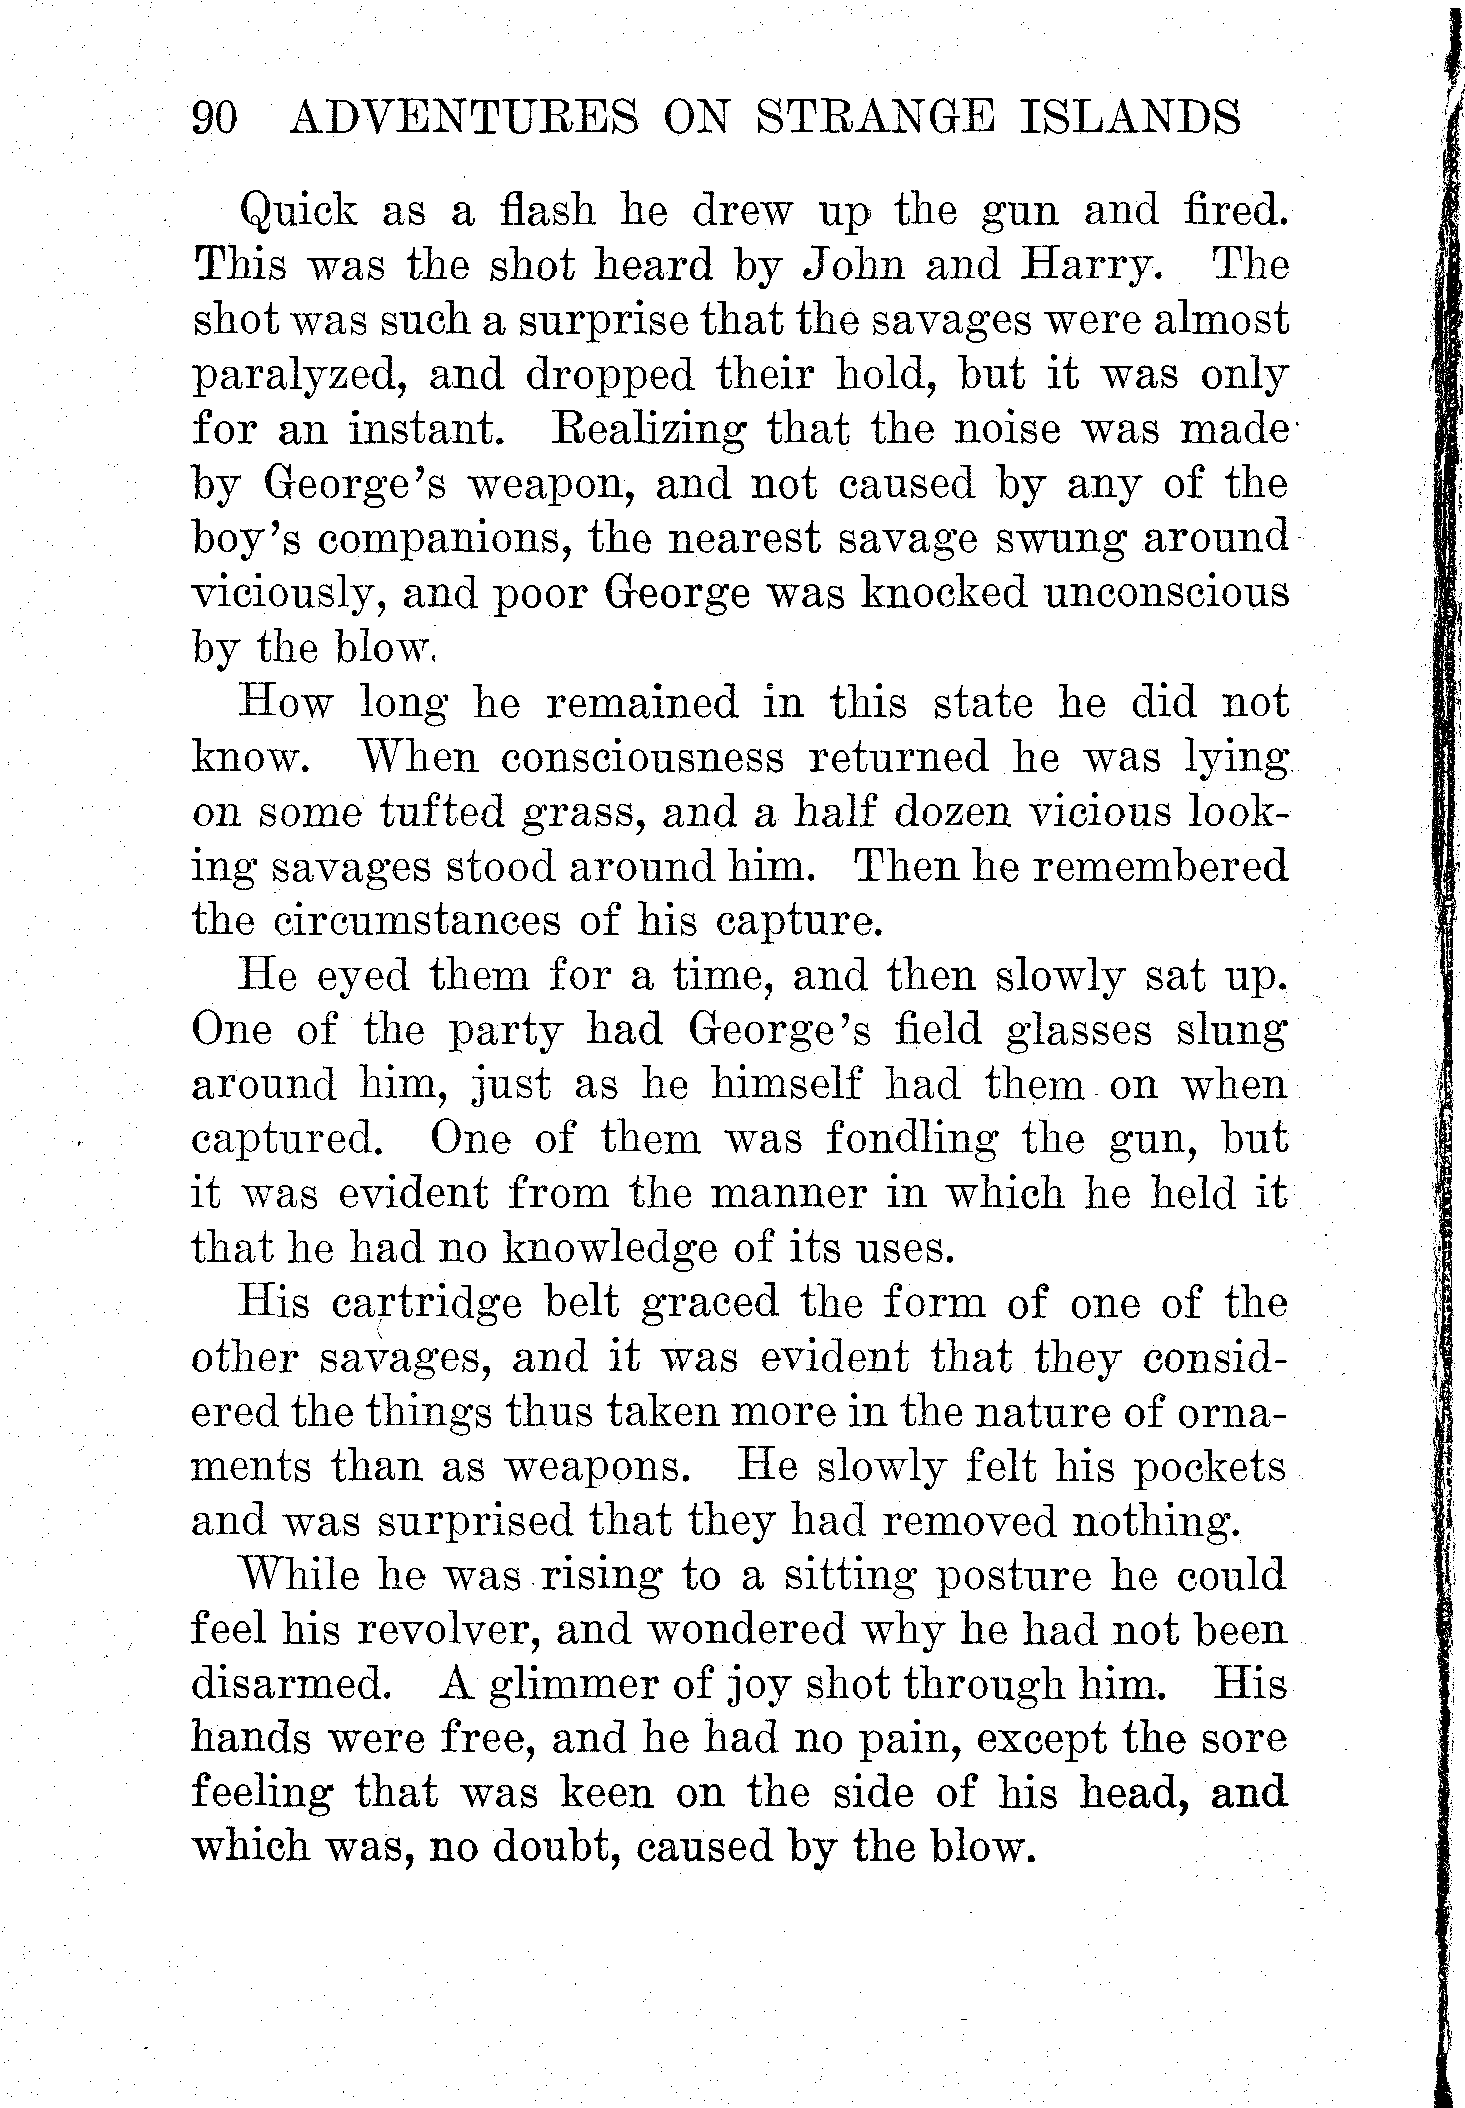 90 ADVENTURES ON STRANGE ISLANDS
Quick as a flash he drew up the gun and fired.
This was the shot heard by John and Harry. The
shot was such a surprise that the savages were almost
paralyzed, and dropped their hold, but it was only
for an instant. Realizing that the noise was made
by George's weapon, and not caused by any of the
boy's companions, the nearest savage swung around
viciously, and poor George was knocked unconscious
by the blow.
How long he remained in this state he did not
know. When consciousness returned he was lying
on some tufted grass, and a half dozen vicious look-
ing savages stood around him. Then he remembered
the circumstances of his capture.
He eyed them for a time, and then slowly sat up.
One of the party had George's field glasses slung
around him, just as he himself had them on when
captured. One of them was fondling the gun, but
it was evident from the manner in which he held it
that he had no knowledge of its uses.
His cartridge belt graced the form of one of the
other savages, and it was evident that they consid-
ered the things thus taken more in the nature of orna-
ments than as weapons. He slowly felt his pockets
and was surprised that they had removed nothing.
While he was rising to a sitting posture he could
feel his revolver, and wondered why he had not been
disarmed. A glimmer of joy shot through him. His
hands were free, and he had no pain, except the sore
feeling that was keen on the side of his head, and
which was, no doubt, caused by the blow.